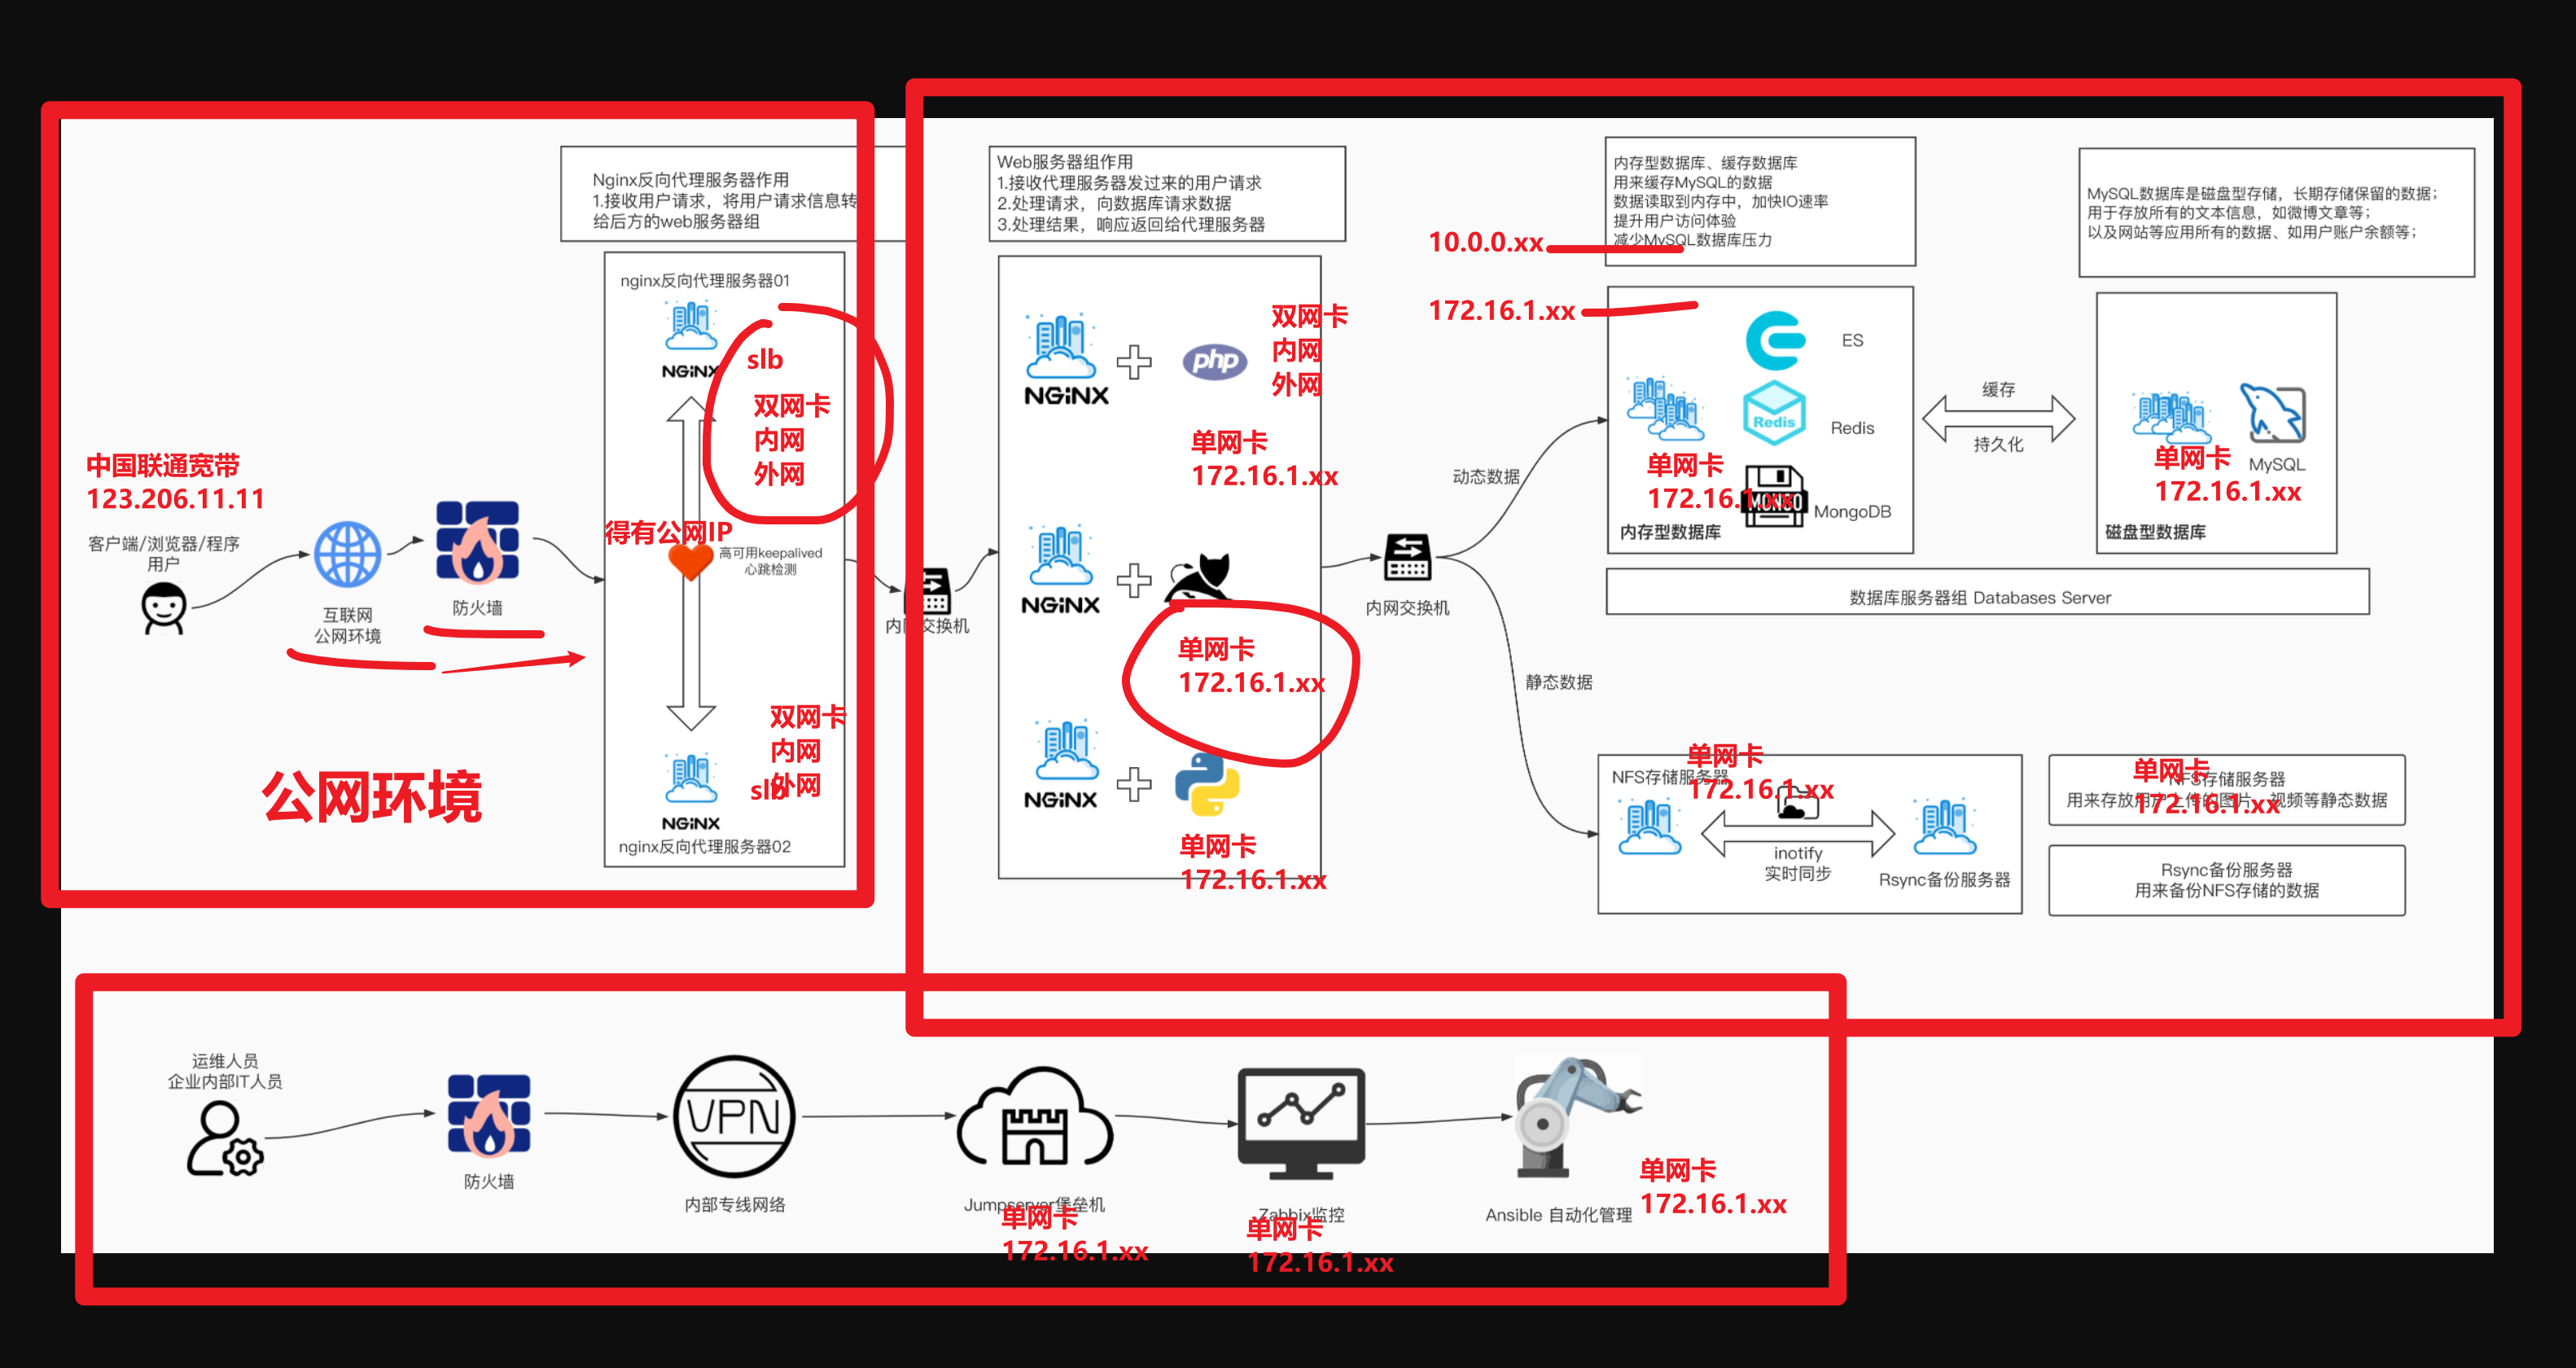 Nginx反向代理服务器作用
1.接收用户请求，将用户请求信息转
给后方的web服务器组
Web服务器组作用
1.接收代理服务器发过来的用户请求
2.处理请求，向数据库请求数据
3.处理结果，响应返回给代理服务器
内存型数据库、缓存数据库
用来缓存MySQL的数据
数据读取到内存中，加快IO速率
提升用户访问体验
减少MySQL数据库压力
MySQL数据库是磁盘型存储，长期存储保留的数据；
用于存放所有的文本信息，如微博文章等；
以及网站等应用所有的数据、如用户账户余额等；
10.0.0.xx
172.16.1.xx
中国联通宽带
123.206.11.11
客户端/浏览器/程序
用户
互联网
公网环境
防火墙
公网环境
nginx反向代理服务器01
NGINX
slb
双网卡
内网
外网
得有公网IP
高可用keepalived
心跳检测
双网卡
内网
外网
slb
NGINX
nginx反向代理服务器02
内网交换机
NGINX
php
双网卡
内网
外网
单网卡
172.16.1.xx
NGINX
单网卡
172.16.1.xx
NGINX
单网卡
172.16.1.xx
内网交换机
动态数据
静态数据
ES
Redis
Redis
单网卡
172.16.1.xx
MONGO
MongoDB
内存型数据库
缓存
持久化
单网卡
172.16.1.xx
MySQL
磁盘型数据库
数据库服务器组 Databases Server
单网卡
172.16.1.xx
NFS存储服务器
inotify
实时同步
Rsync备份服务器
单网卡
172.16.1.xx
NFS存储服务器
用来存放用户上传的图片、视频等静态数据
Rsync备份服务器
用来备份NFS存储的数据
运维人员
企业内部IT人员
防火墙
VPN
内部专线网络
Jumpserver堡垒机
单网卡
172.16.1.xx
Zabbix监控
单网卡
172.16.1.xx
Ansible 自动化管理
单网卡
172.16.1.xx